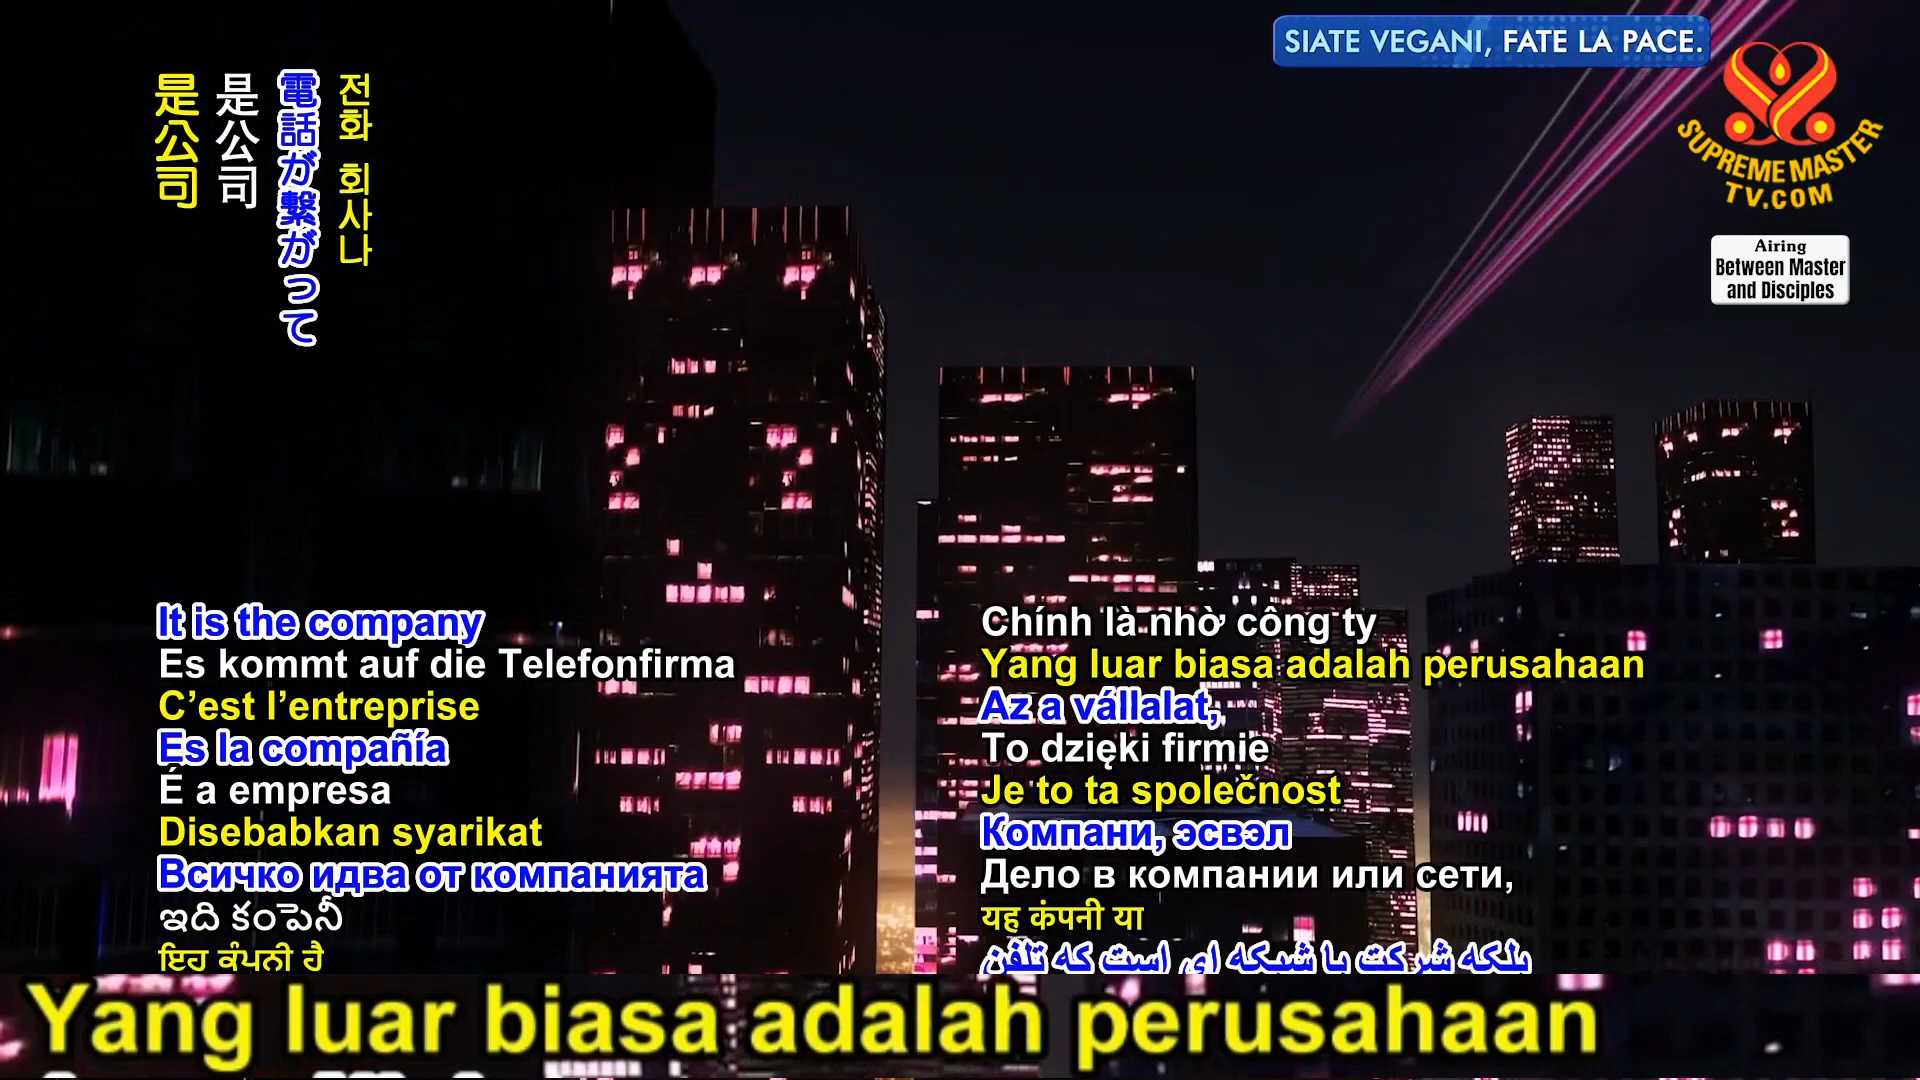 SIATE VEGANI, FATE LA PACE.
SUPREME MASTER
TV.COM
Airing
Between Master
and Disciples
是公司
是公司
電話が繋がって
전화 회사나
It is the company
Es kommt auf die Telefonfirma
C’est l’entreprise
Es la compañía
É a empresa
Disebabkan syarikat
Всичко идва от компанията
ఇది కంపెనీ
ਇਹ ਕੰਪਨੀ ਹੈ
Chính là nhờ công ty
Yang luar biasa adalah perusahaan
Az a vállalat,
To dzięki firmie
Je to ta společnost
Компани, эсвэл
Дело в компании или сети,
यह कंपनी या
بلکه شرکت یا شبکه ای است که تلفن
Yang luar biasa adalah perusahaan